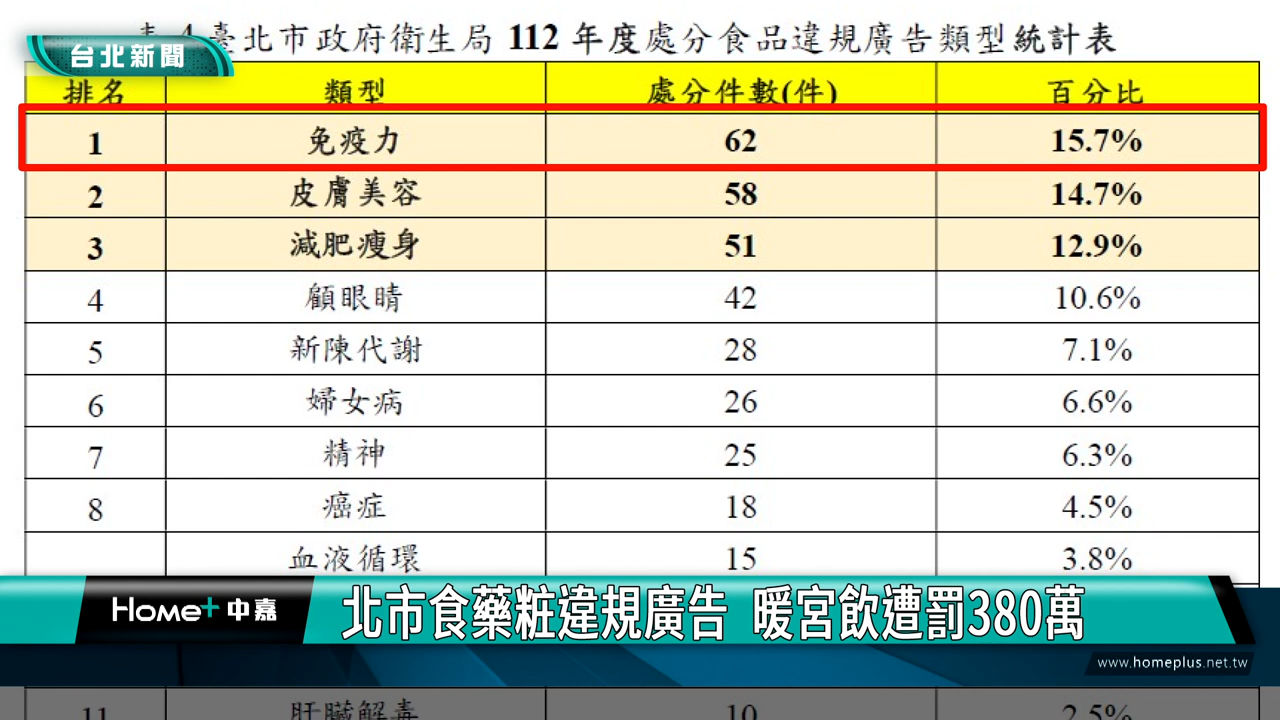 台北新聞
臺北市政府衛生局 112 年度處分食品違規廣告類型統計表
排名 類型 處分件數(件) 百分比
1 免疫力 62 15.7%
2 皮膚美容 58 14.7%
3 減肥瘦身 51 12.9%
4 顧眼睛 42 10.6%
5 新陳代謝 28 7.1%
6 婦女病 26 6.6%
7 精神 25 6.3%
8 癌症 18 4.5%
血液循環 15 3.8%
Home+中嘉
北市食藥粧違規廣告 暖宮飲遭罰380萬
www.homeplus.net.tw
11 肝臟解毒 10 2.5%